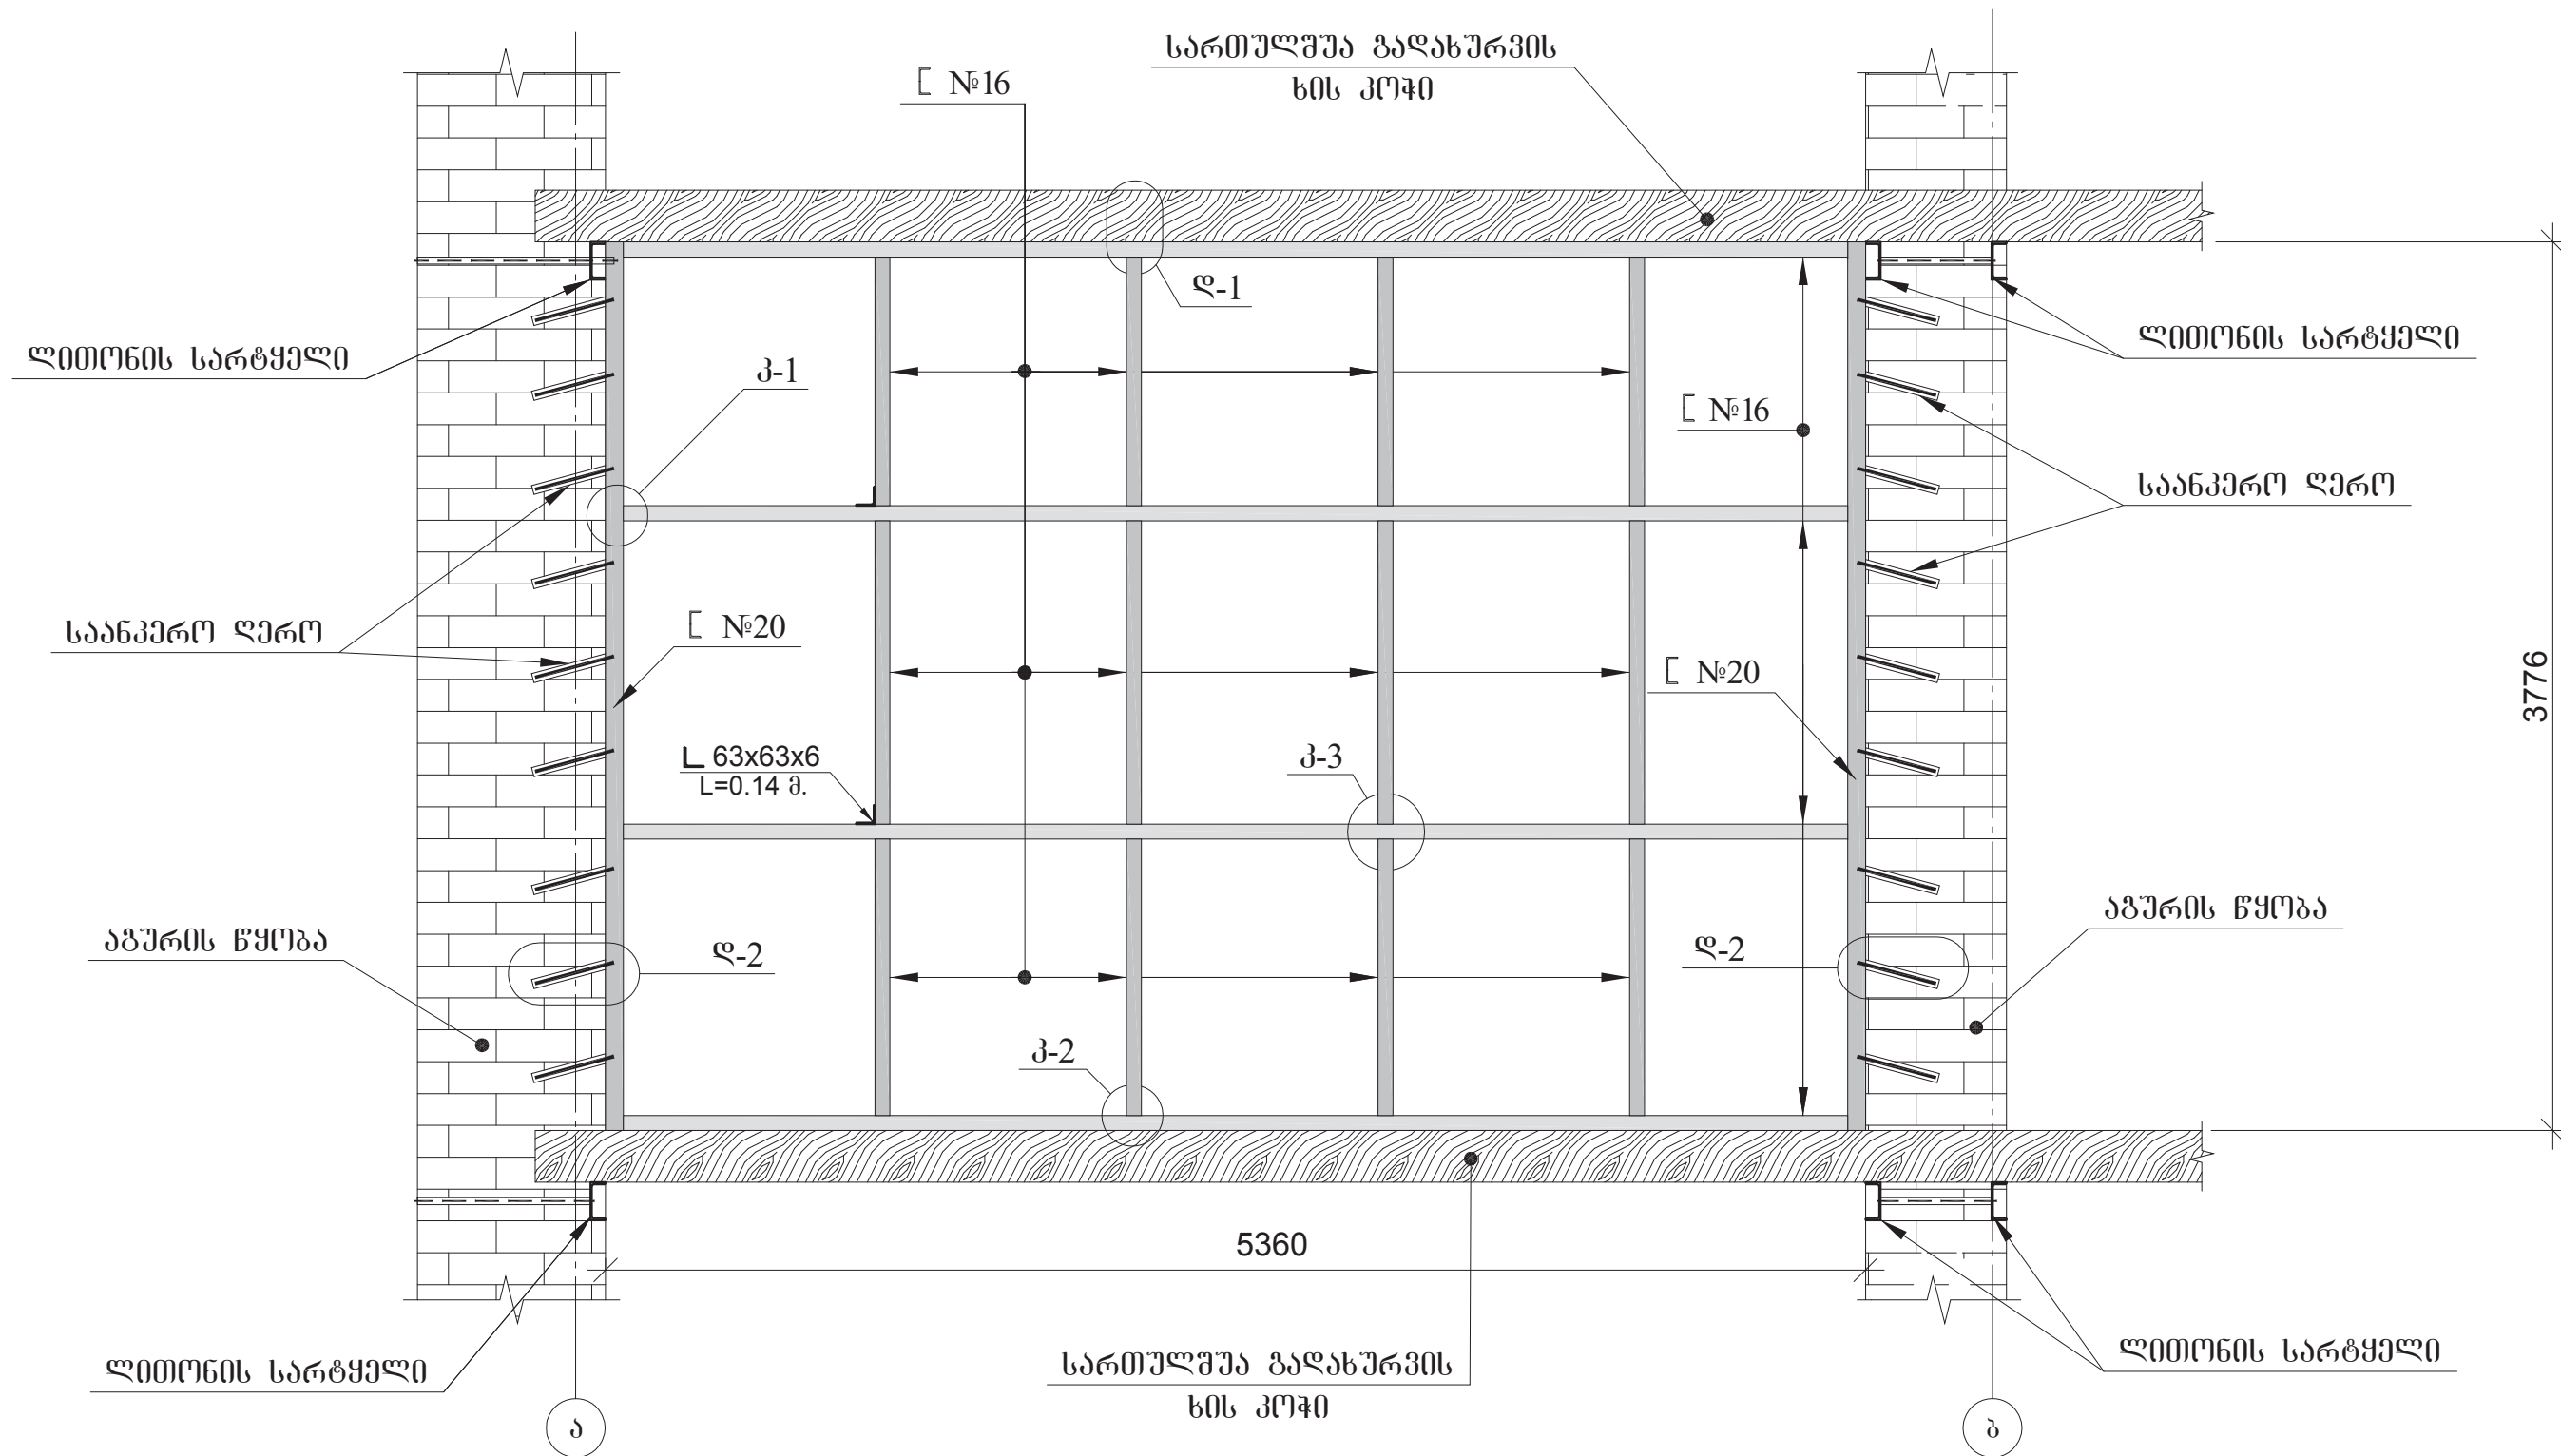 სართულშუა გადახურვის
ხის კოჭი
[ №16
დ-1
ლითონის სარტყელი
ლითონის სარტყელი
კ-1
[ №16
საანკერო ღერო
საანკერო ღერო
[ №20
[ №20
3776
L 63x63x6
L=0.14 მ.
კ-3
აგურის წყობა
აგურის წყობა
დ-2
დ-2
კ-2
5360
ლითონის სარტყელი
სართულშუა გადახურვის
ხის კოჭი
ლითონის სარტყელი
ა
ბ